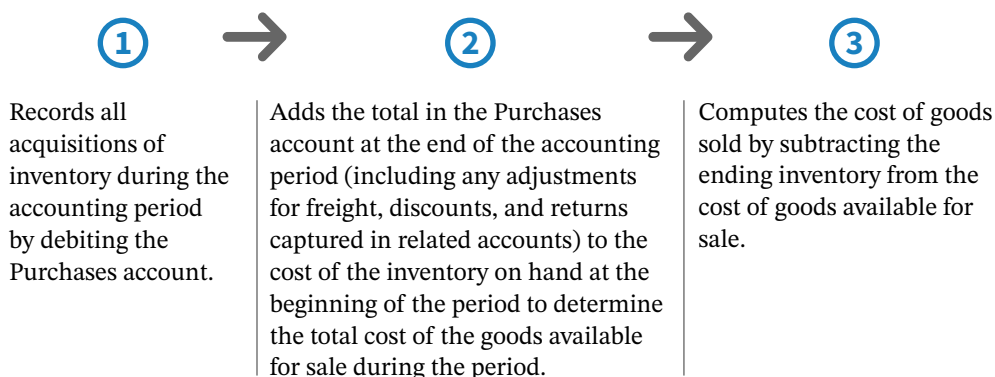 1
2
3
Records all
acquisitions of
inventory during the
accounting period
by debiting the
Purchases account.
Adds the total in the Purchases
account at the end of the accounting
period (including any adjustments
for freight, discounts, and returns
captured in related accounts) to the
cost of the inventory on hand at the
beginning of the period to determine
the total cost of the goods available
for sale during the period.
Computes the cost of goods
sold by subtracting the
ending inventory from the
cost of goods available for
sale.